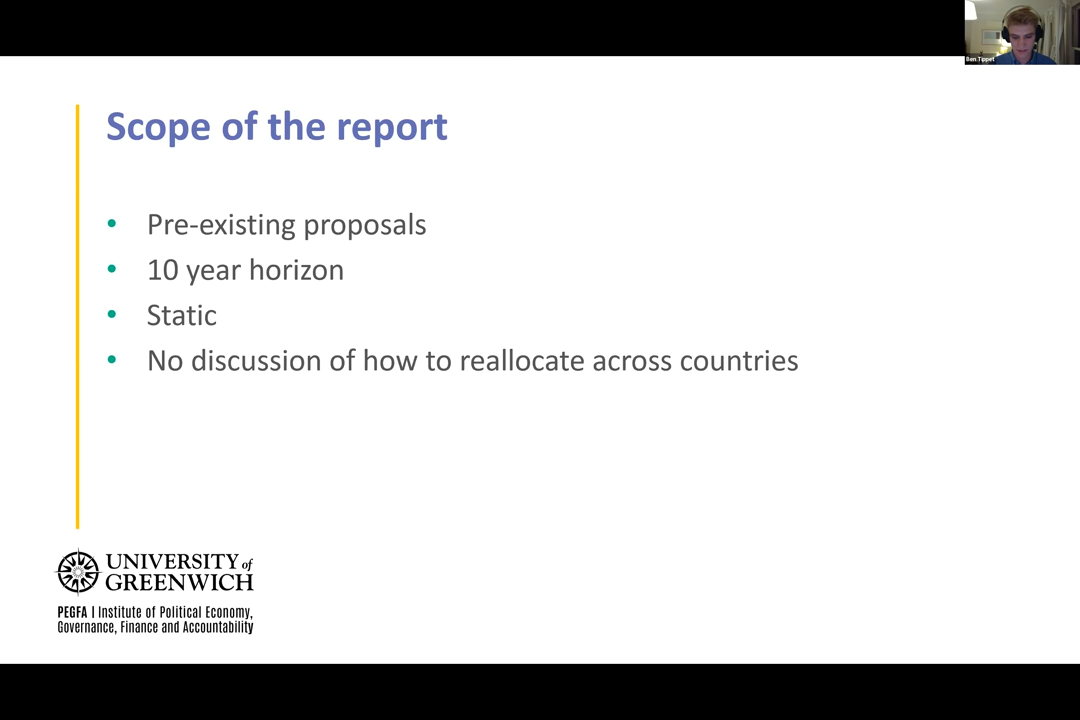 Ben Tippet
Scope of the report
• Pre-existing proposals
• 10 year horizon
• Static
• No discussion of how to reallocate across countries
UNIVERSITY of
GREENWICH
PEGFA | Institute of Political Economy,
Governance, Finance and Accountability